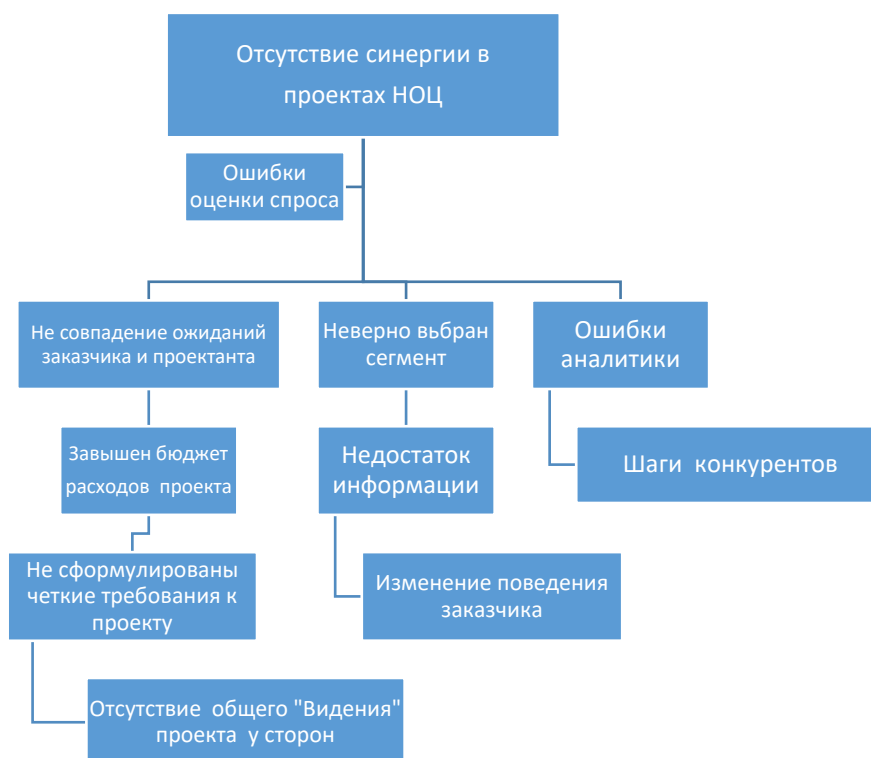 Отсутствие синергии в
проектах НОЦ
Ошибки
оценки спроса
Не совпадение ожиданий
заказчика и проектанта
Неверно вьбран
сегмент
Ошибки
аналитики
Завышен бюджет
расходов проекта
Недостаток
информации
Шаги конкурентов
Не сформулированы
четкие требования к
проекту
Изменение поведения
заказчика
Отсутствие общего "Видения"
проекта у сторон